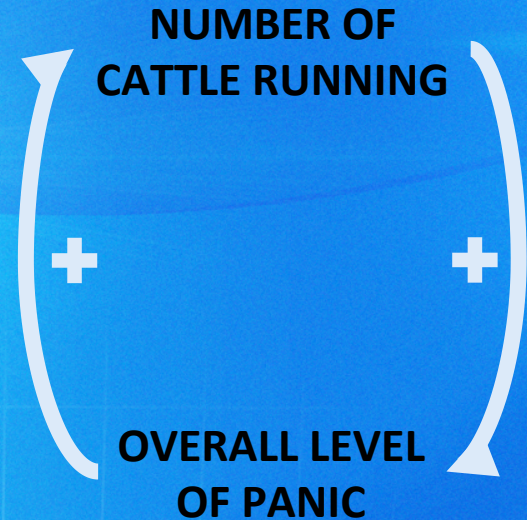 NUMBER OF
CATTLE RUNNING
+ +
OVERALL LEVEL
OF PANIC